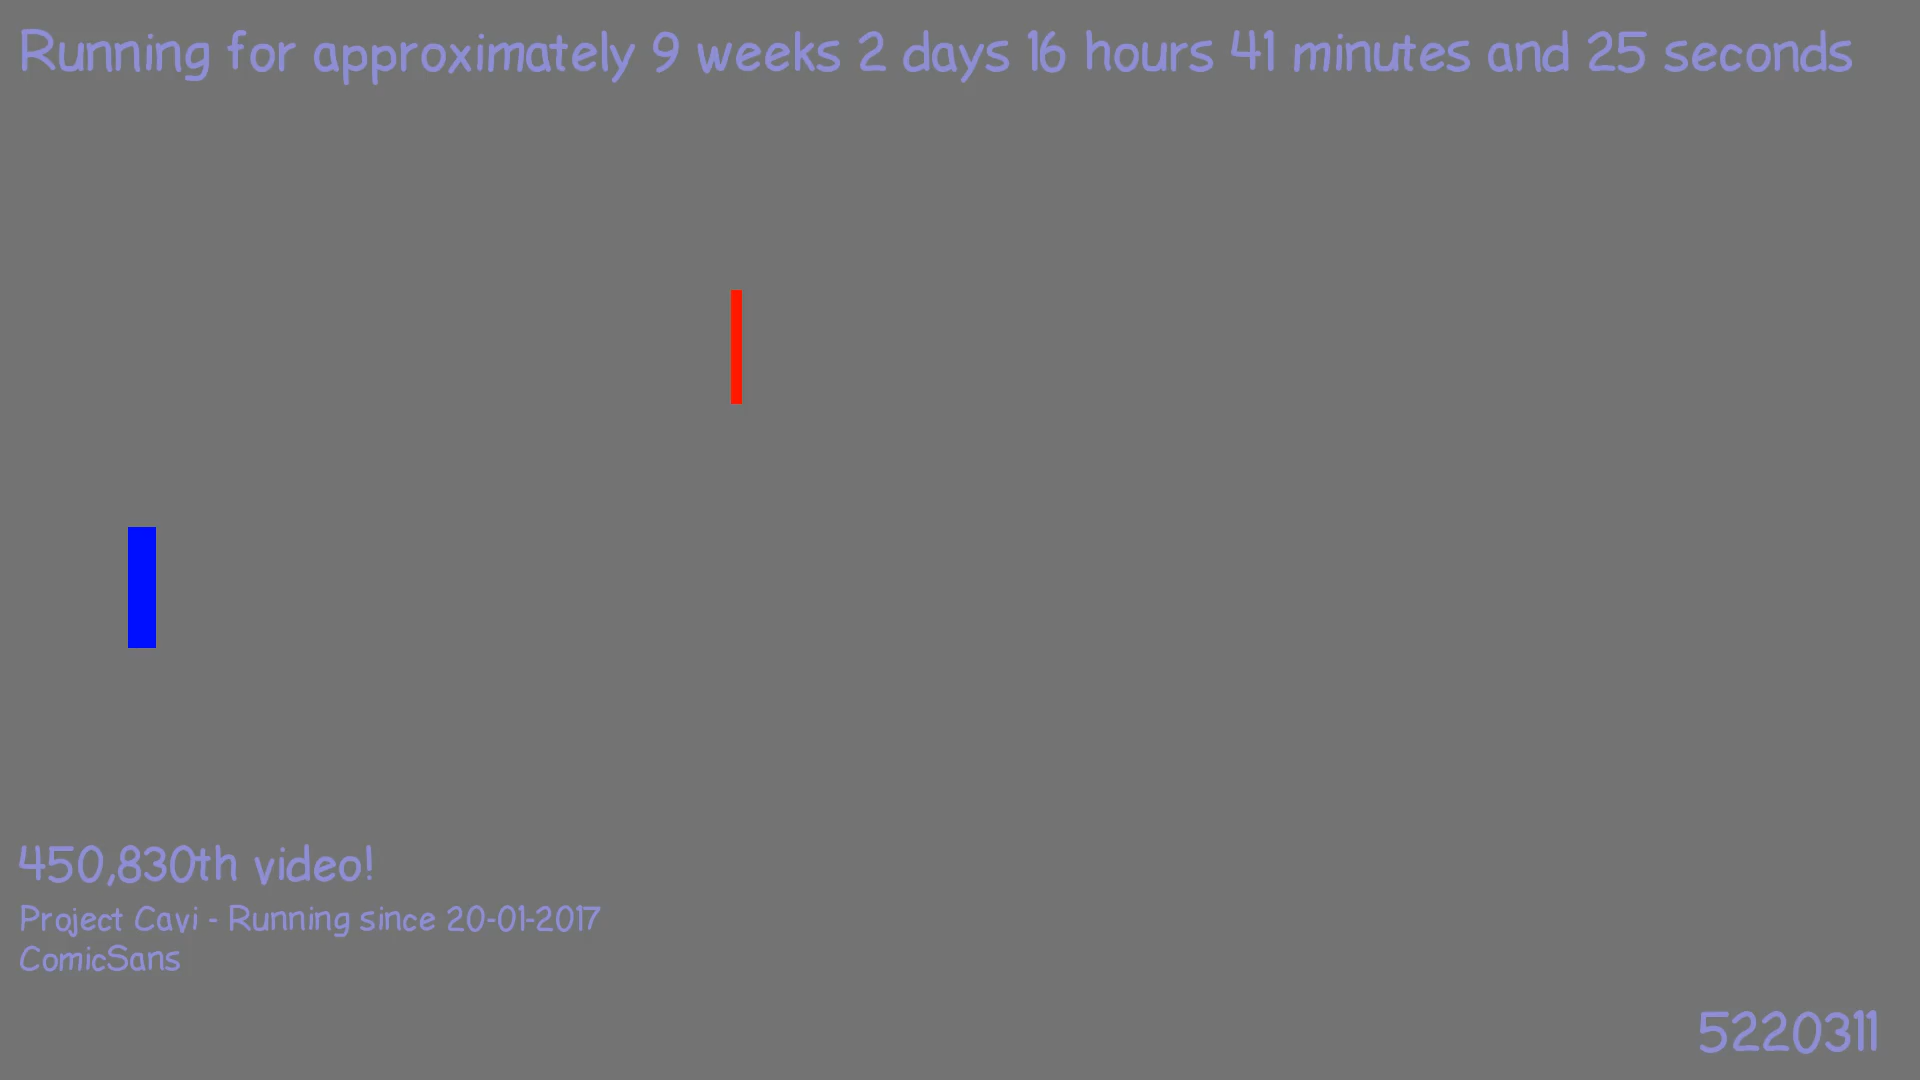 Running for approximately 9 weeks 2 days 16 hours 41 minutes and 25 seconds
450,830th video!
Project Cavi - Running since 20-01-2017
ComicSans
5220311